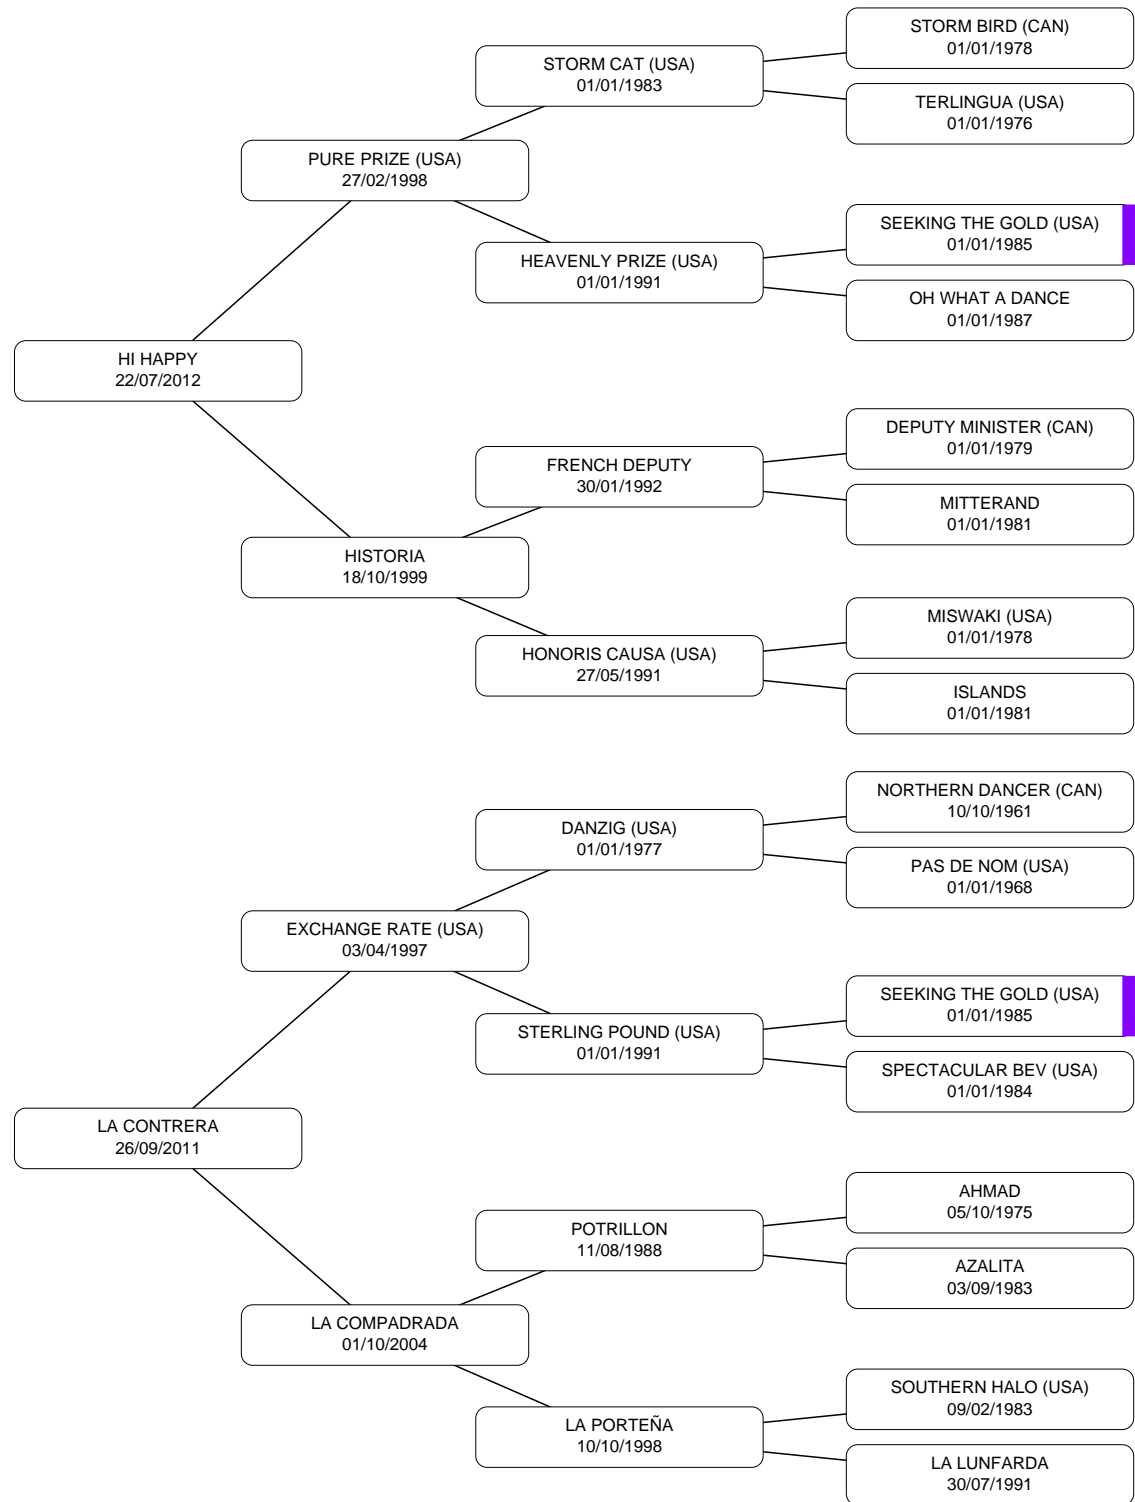 STORM BIRD (CAN)
01/01/1978
STORM CAT (USA)
01/01/1983
TERLINGUA (USA)
01/01/1976
PURE PRIZE (USA)
27/02/1998
SEEKING THE GOLD (USA)
01/01/1985
HEAVENLY PRIZE (USA)
01/01/1991
OH WHAT A DANCE
01/01/1987
HI HAPPY
22/07/2012
DEPUTY MINISTER (CAN)
01/01/1979
FRENCH DEPUTY
30/01/1992
MITTERAND
01/01/1981
HISTORIA
18/10/1999
MISWAKI (USA)
01/01/1978
HONORIS CAUSA (USA)
27/05/1991
ISLANDS
01/01/1981
NORTHERN DANCER (CAN)
10/10/1961
DANZIG (USA)
01/01/1977
PAS DE NOM (USA)
01/01/1968
EXCHANGE RATE (USA)
03/04/1997
SEEKING THE GOLD (USA)
01/01/1985
STERLING POUND (USA)
01/01/1991
SPECTACULAR BEV (USA)
01/01/1984
LA CONTRERA
26/09/2011
AHMAD
05/10/1975
POTRILLON
11/08/1988
AZALITA
03/09/1983
LA COMPADRADA
01/10/2004
SOUTHERN HALO (USA)
09/02/1983
LA PORTEÑA
10/10/1998
LA LUNFARDA
30/07/1991